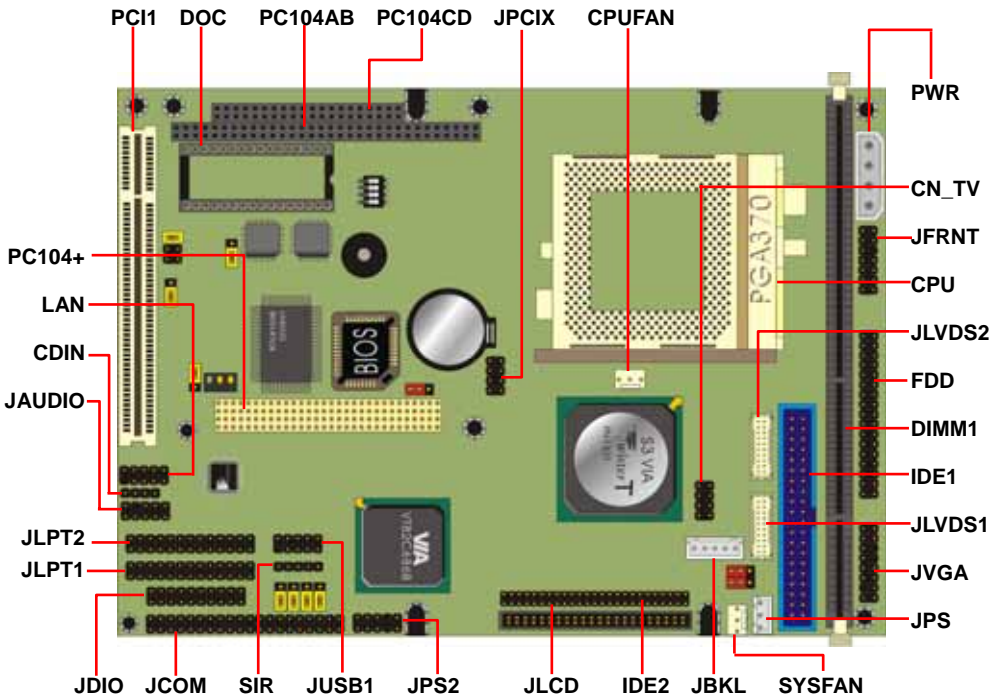 PCI1 DOC PC104AB PC104CD JPCIX CPUFAN
PWR
CN_TV
JFRNT
CPU
JLVDS2
FDD
DIMM1
IDE1
JLVDS1
JVGA
JPS
PC104+
LAN
CDIN
JAUDIO
JLPT2
JLPT1
PGA370
BIOS
S3 VIA
T
VIA
JDIO JCOM SIR JUSB1 JPS2 JLCD IDE2 JBKL SYSFAN